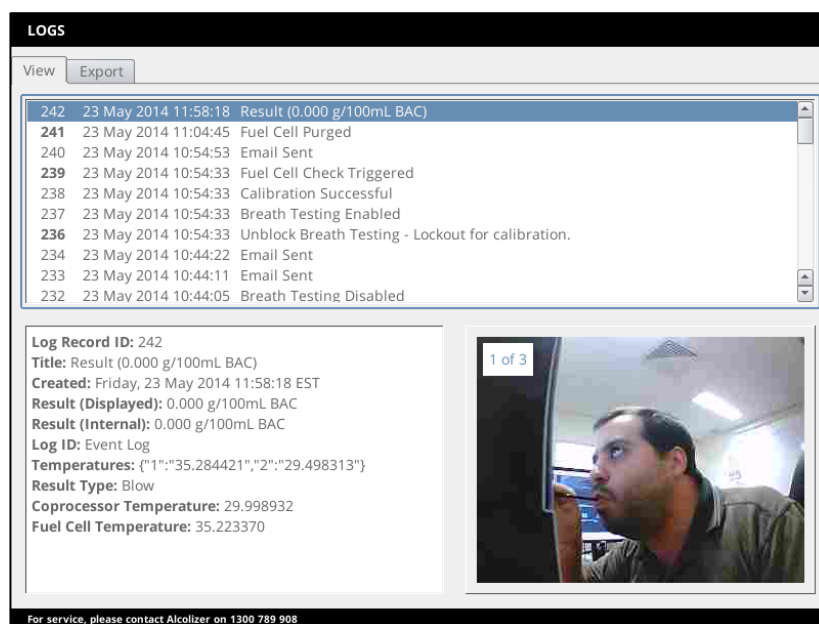 LOGS
View Export
242 23 May 2014 11:58:18 Result (0.000 g/100mL BAC)
241 23 May 2014 11:04:45 Fuel Cell Purged
240 23 May 2014 10:54:53 Email Sent
239 23 May 2014 10:54:33 Fuel Cell Check Triggered
238 23 May 2014 10:54:33 Calibration Successful
237 23 May 2014 10:54:33 Breath Testing Enabled
236 23 May 2014 10:54:33 Unblock Breath Testing - Lockout for calibration.
234 23 May 2014 10:44:22 Email Sent
233 23 May 2014 10:44:11 Email Sent
232 23 May 2014 10:44:05 Breath Testing Disabled
Log Record ID: 242
Title: Result (0.000 g/100mL BAC)
Created: Friday, 23 May 2014 11:58:18 EST
Result (Displayed): 0.000 g/100mL BAC
Result (Internal): 0.000 g/100mL BAC
Log ID: Event Log
Temperatures: {"1":"35.284421","2":"29.498313"}
Result Type: Blow
Coprocessor Temperature: 29.998932
Fuel Cell Temperature: 35.223370
1 of 3
For service, please contact Alcolizer on 1300 789 908